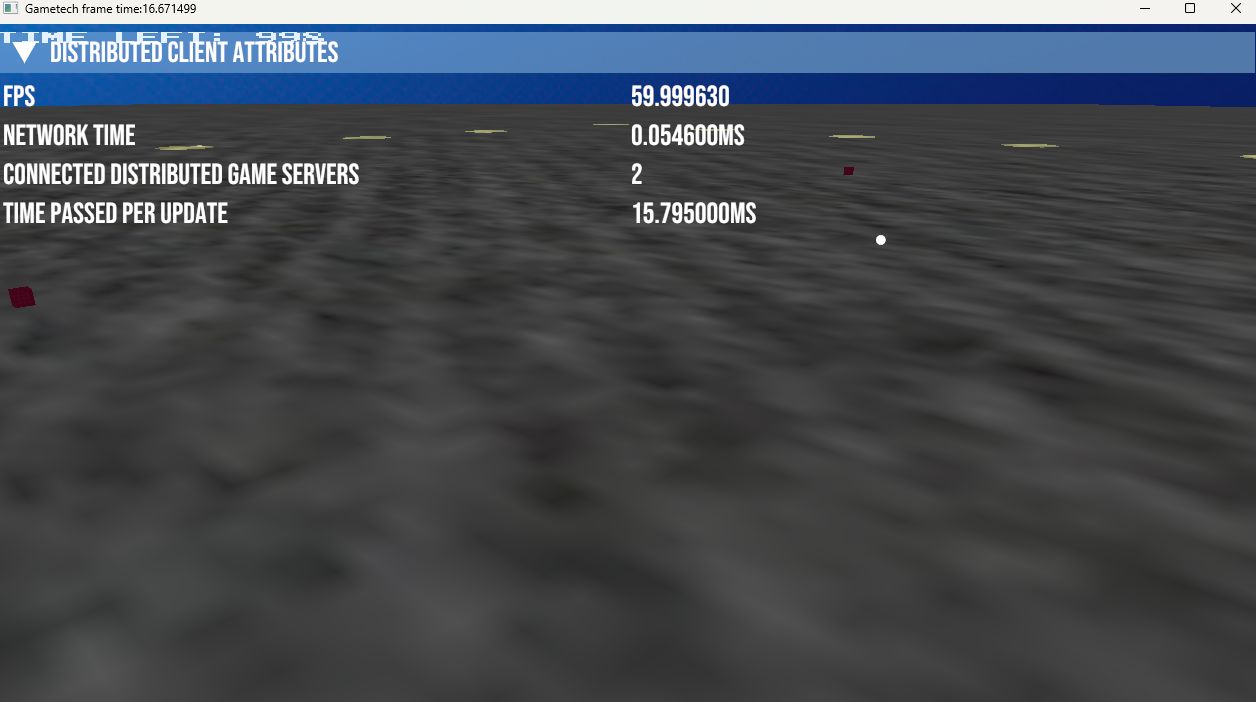 Gametech frame time:16.671499
TIME LEFT: 998
DISTRIBUTED CLIENT ATTRIBUTES
FPS 59.999630
NETWORK TIME 0.054600MS
CONNECTED DISTRIBUTED GAME SERVERS 2
TIME PASSED PER UPDATE 15.795000MS